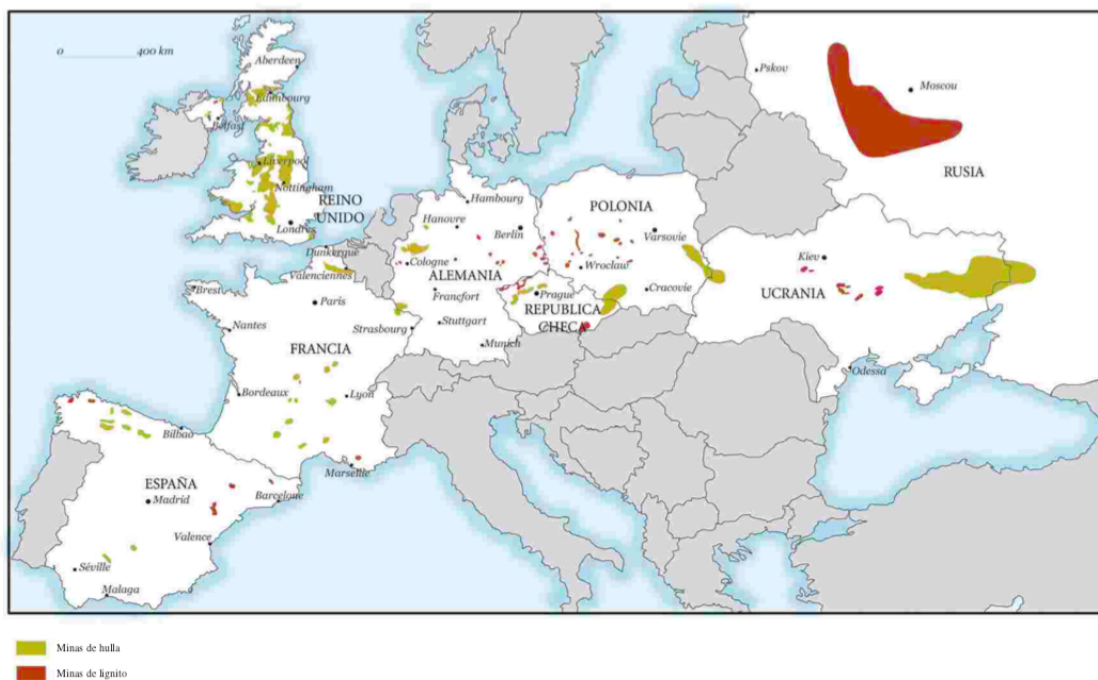 0 400 km
Aberdeen
Edimbourg
Belfast
Liverpool
Nottingham
REINO
UNIDO
Londres
Pskov
Moscou
RUSIA
Hambourg
Hanovre
Berlin
POLONIA
Varsovie
Dunkerque
Cologne
ALEMANIA
Wroclaw
Kiev
Valenciennes
Brest
Paris
Francfort
Prague
Cracovie
UCRANIA
REPUBLICA
CHECA
Nantes
Strasbourg
Stuttgart
Munich
FRANCIA
Odessa
Bordeaux
Lyon
Bilbao
Marseille
ESPAÑA
Madrid
Barcelone
Valence
Séville
Malaga
Minas de hulla
Minas de lignito